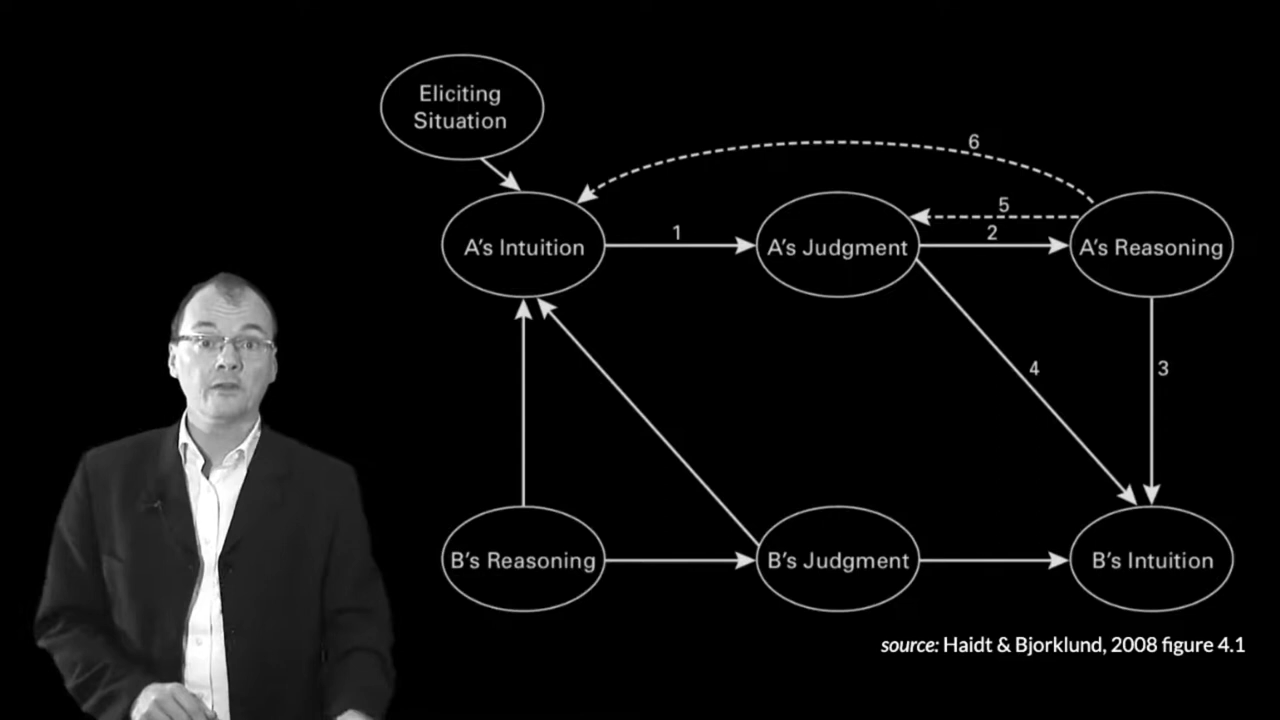 Eliciting
Situation
6
5
A's Intuition
1
A's Judgment
2
A's Reasoning
4
3
B's Reasoning
B's Judgment
B's Intuition
source: Haidt & Bjorklund, 2008 figure 4.1